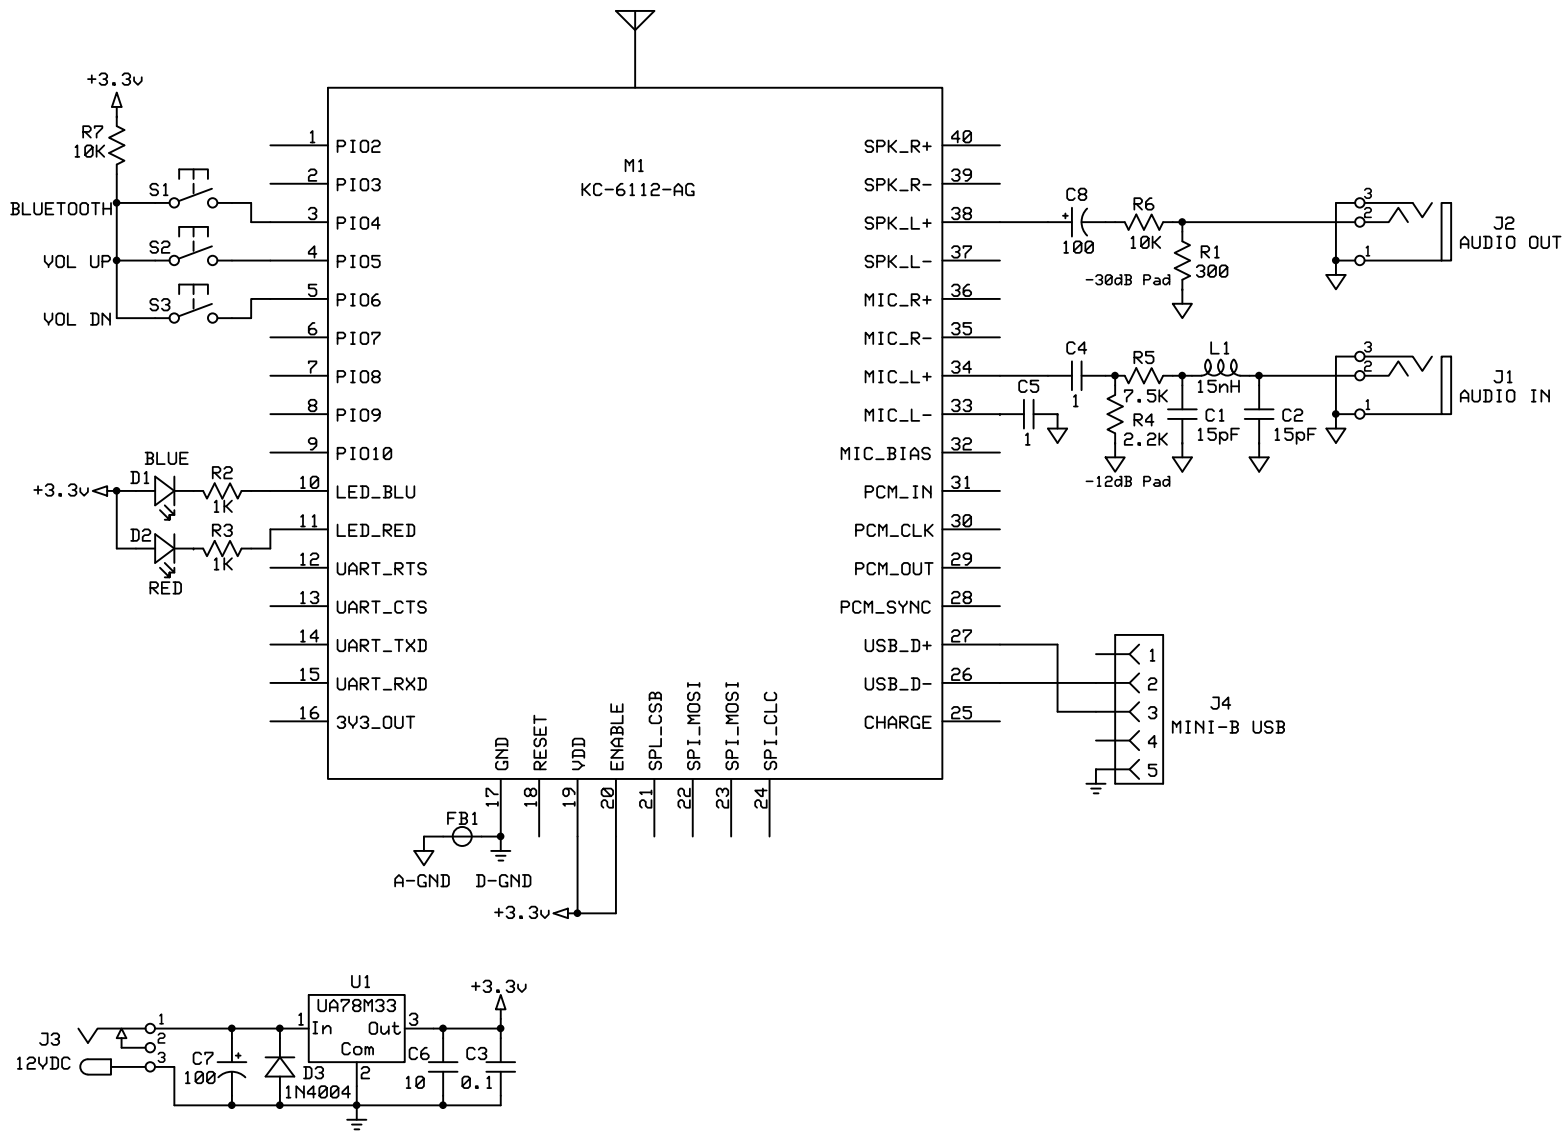 +3.3v
R7
10K
S1
BLUETOOTH
S2
VOL UP
S3
VOL DN
BLUE
D1
R2
1K
+3.3v
D2
R3
1K
RED
M1
KC-6112-AG
1 PIO2
2 PIO3
3 PIO4
4 PIO5
5 PIO6
6 PIO7
7 PIO8
8 PIO9
9 PIO10
10 LED_BLU
11 LED_RED
12 UART_RTS
13 UART_CTS
14 UART_TXD
15 UART_RXD
16 3V3_OUT
17 GND
18 RESET
19 VDD
20 ENABLE
21 SPL_CSB
22 SPI_MOSI
23 SPI_MOSI
24 SPI_CLC
SPK_R+ 40
SPK_R- 39
SPK_L+ 38
SPK_L- 37
MIC_R+ 36
MIC_R- 35
MIC_L+ 34
MIC_L- 33
MIC_BIAS 32
PCM_IN 31
PCM_CLK 30
PCM_OUT 29
PCM_SYNC 28
USB_D+ 27
USB_D- 26
CHARGE 25
C8
+
100
R6
10K
R1
300
-30dB Pad
3
2
1
J2
AUDIO OUT
C4
1
C5
1
R5
7.5K
R4
2.2K
-12dB Pad
L1
15nH
C1
15pF
C2
15pF
3
2
1
J1
AUDIO IN
1
2
3
4
5
J4
MINI-B USB
FB1
A-GND
D-GND
+3.3v
J3
12VDC
1
2
3
C7
+
100
D3
1N4004
U1
UA78M33
1 In
Out 3
Com
2
C6
10
C3
0.1
+3.3v